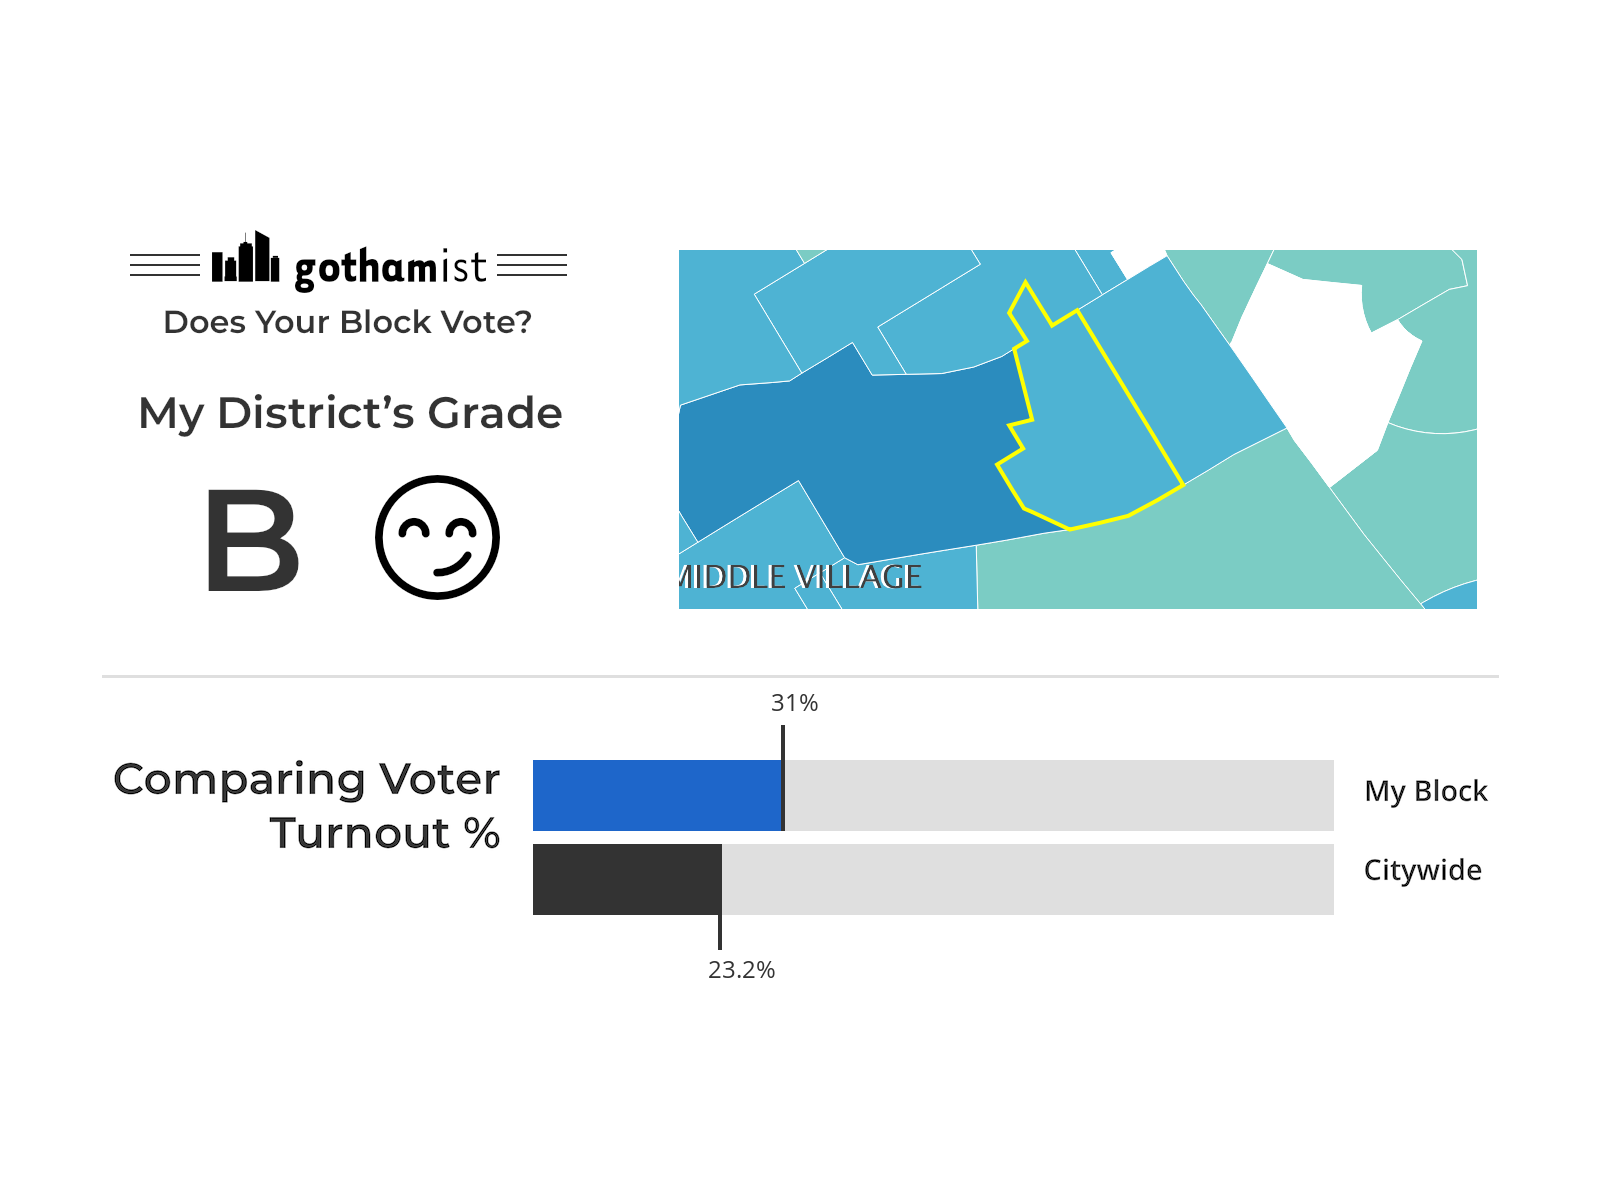 gothamist
Does Your Block Vote?
My District’s Grade
B
MIDDLE VILLAGE
31%
Comparing Voter
Turnout %
My Block
Citywide
23.2%